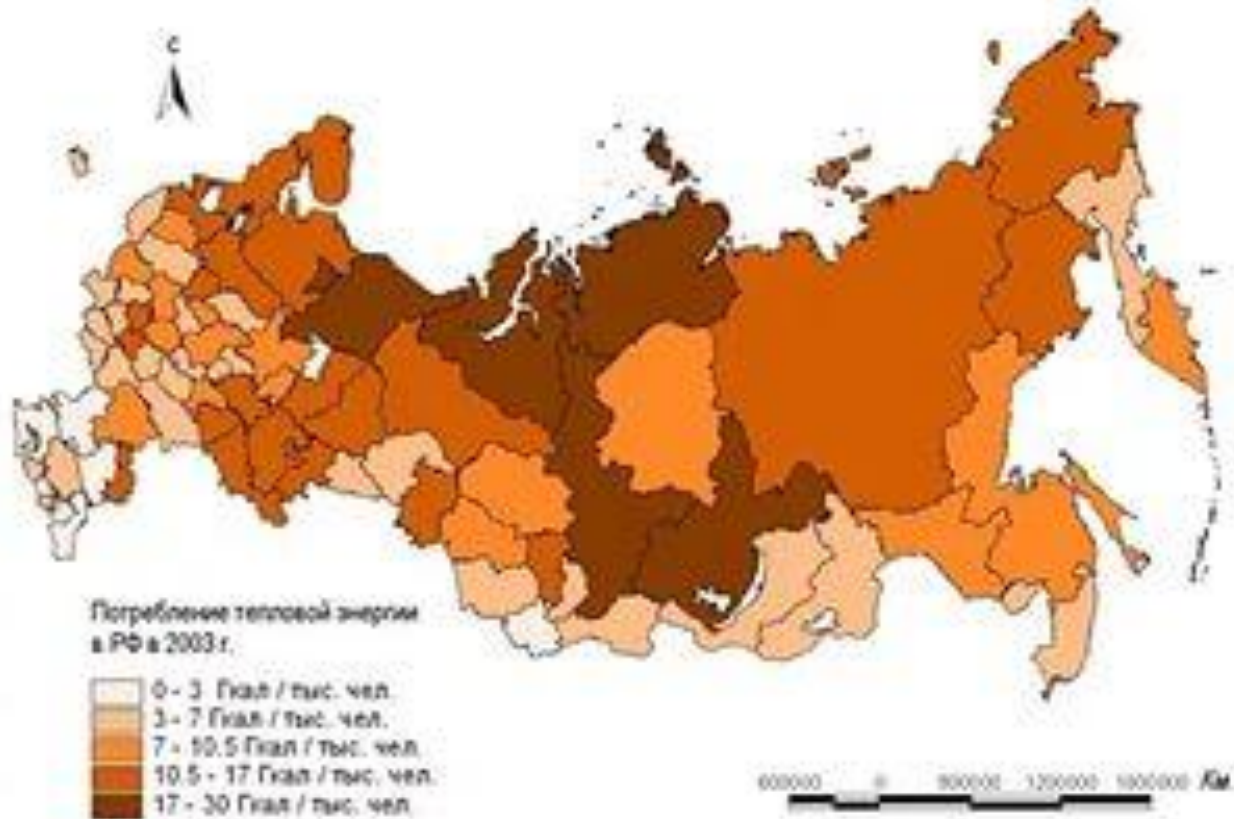 С
Потребление тепловой энергии
в РФ в 2003 г.
0 - 3 Гкал / тыс. чел.
3 - 7 Гкал / тыс. чел.
7 - 10.5 Гкал / тыс. чел.
10.5 - 17 Гкал / тыс. чел.
17 - 30 Гкал / тыс. чел.
600000 0 600000 1200000 1800000 Км.